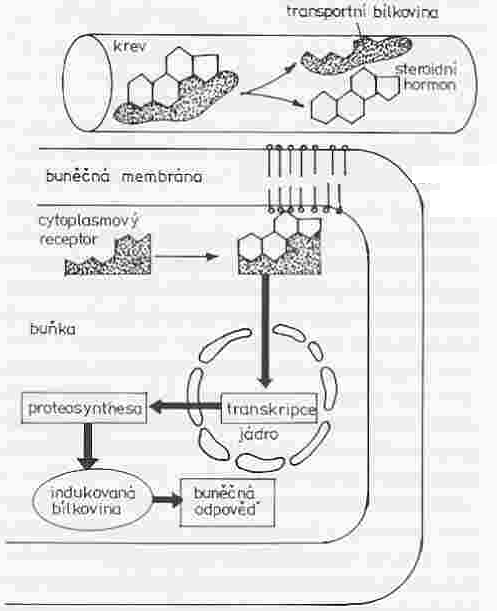 transportní bílkovina
krev
steroidní
hormon
buněčná membrána
cytoplasmový
receptor
buňka
proteosynthesa
transkripce
jádro
indukovaná
bílkovina
buněčná
odpověď